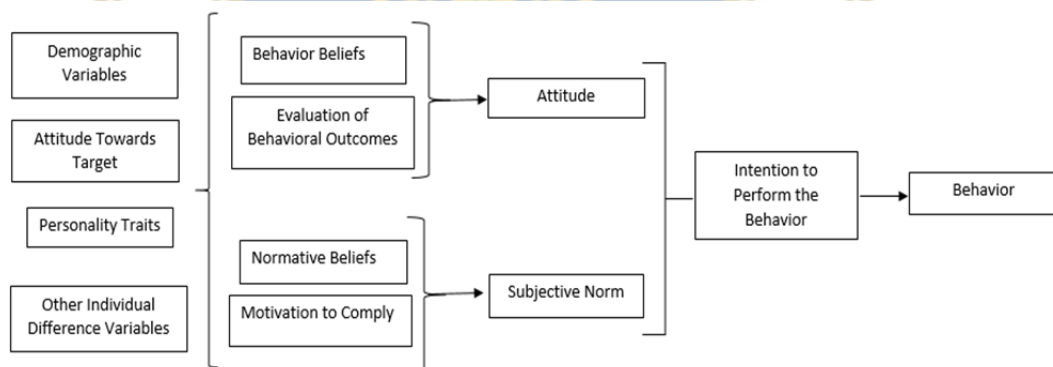 Demographic
Variables
Attitude Towards
Target
Personality Traits
Other Individual
Difference Variables
Behavior Beliefs
Evaluation of
Behavioral Outcomes
Normative Beliefs
Motivation to Comply
Attitude
Subjective Norm
Intention to
Perform the
Behavior
Behavior